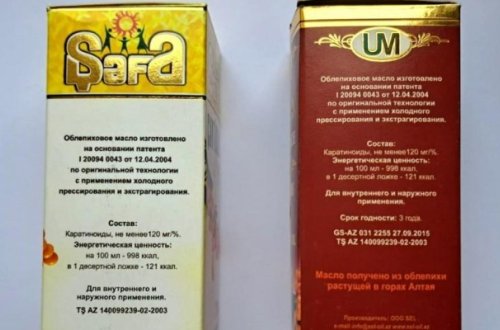 ŞaFa
Облепиховое масло изготовлено
на основании патента
I 20094 0043 от 12.04.2004
по оригинальной технологии
с применением холодного
прессирования и экстрагирования.
Состав:
Каратиноиды, не менее120 мг/%.
Энергетическая ценность:
на 100 мл - 998 ккал,
в 1 десертной ложке - 121 ккал.
Для внутреннего и
наружного применения.
TŞ AZ 140099239-02-2003
UM
Облепиховое масло изготовлено
на основании патента
I 20094 0043 от 12.04.2004
по оригинальной технологии
с применением холодного
прессирования и экстрагирования.
Состав:
Каратиноиды, не менее120 мг/%.
Энергетическая ценность:
на 100 мл - 998 ккал,
в 1 десертной ложке - 121 ккал.
Для внутреннего и наружного
применения.
Срок годности: 3 года.
GS-AZ 031 2255 27.09.2015
TŞ AZ 140099239-02-2003
Масло получено из облепихи
растущей в горах Алтая
Производитель: ООО SEL